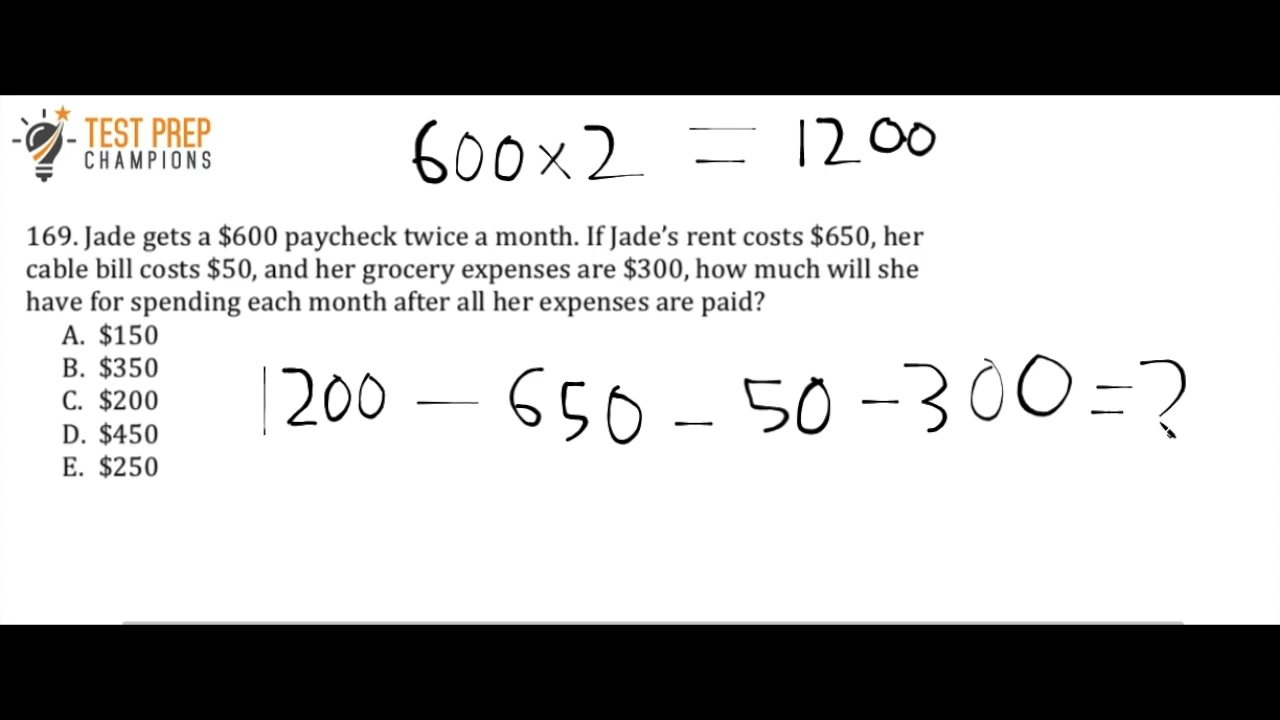 TEST PREP
CHAMPIONS
600×2 = 1200
169. Jade gets a $600 paycheck twice a month. If Jade’s rent costs $650, her
cable bill costs $50, and her grocery expenses are $300, how much will she
have for spending each month after all her expenses are paid?
A. $150
B. $350
C. $200
D. $450
E. $250
1200 – 650 – 50 – 300 = ?